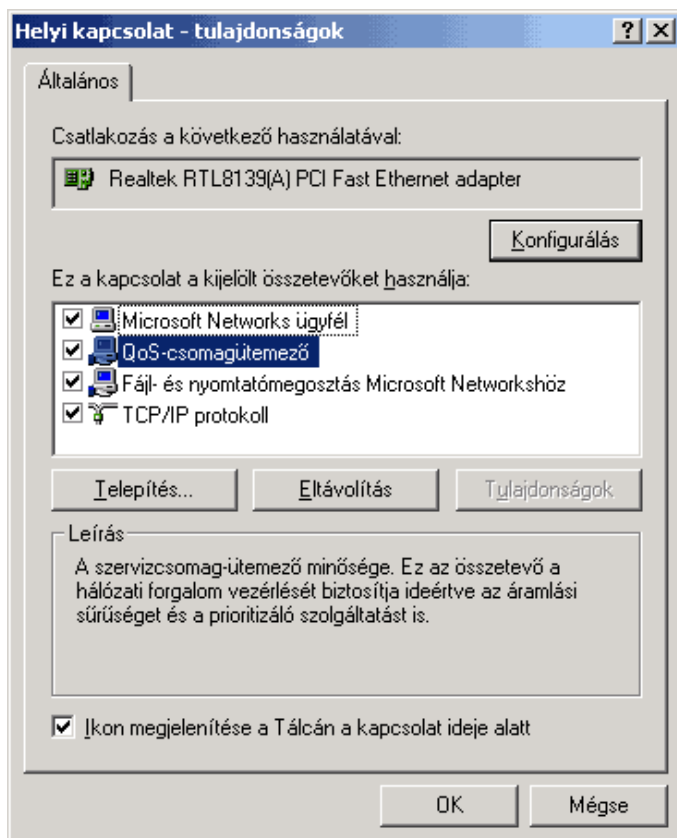 Helyi kapcsolat - tulajdonságok
Általános
Csatlakozás a következő használatával:
Realtek RTL8139(A) PCI Fast Ethernet adapter
Konfigurálás
Ez a kapcsolat a kijelölt összetevőket használja:
Microsoft Networks ügyfél
QoS-csomagütemező
Fájl- és nyomtatómegosztás Microsoft Networkshöz
TCP/IP protokoll
Telepítés...
Eltávolítás
Tulajdonságok
Leírás
A szervizcsomag-ütemező minősége. Ez az összetevő a
hálózati forgalom vezérlését biztosítja ideértve az áramlási
sűrűséget és a prioritizáló szolgáltatást is.
Ikon megjelenítése a Tálcán a kapcsolat ideje alatt
OK
Mégse